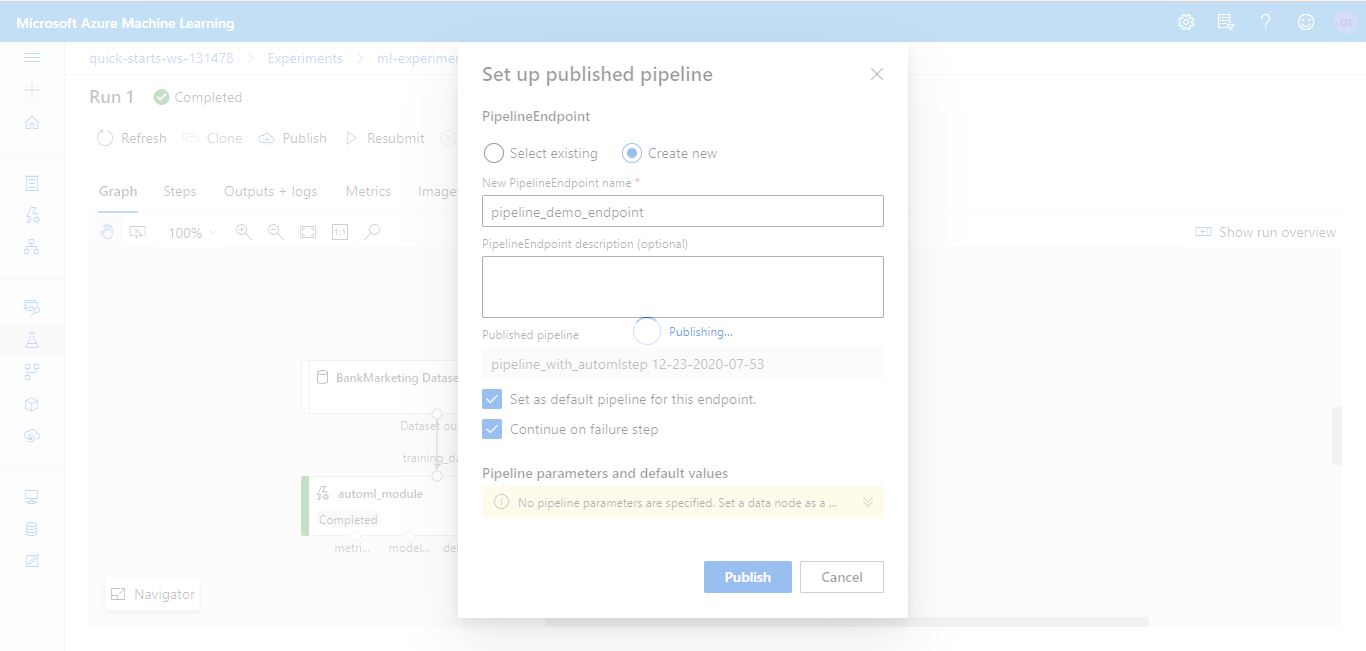 Microsoft Azure Machine Learning
01
quick-starts-ws-131478 > Experiments > ml-experimen
Run 1 Completed
Refresh Clone Publish Resubmit
Graph Steps Outputs + logs Metrics Image
100% 1:1 Show run overview
BankMarketing Datase
Dataset ou
training_da
automl_module
Completed
metri... model... de
Navigator
Set up published pipeline
PipelineEndpoint
Select existing Create new
New PipelineEndpoint name *
pipeline_demo_endpoint
PipelineEndpoint description (optional)
Published pipeline Publishing...
pipeline_with_automlstep 12-23-2020-07-53
Set as default pipeline for this endpoint.
Continue on failure step
Pipeline parameters and default values
No pipeline parameters are specified. Set a data node as a ...
Publish Cancel